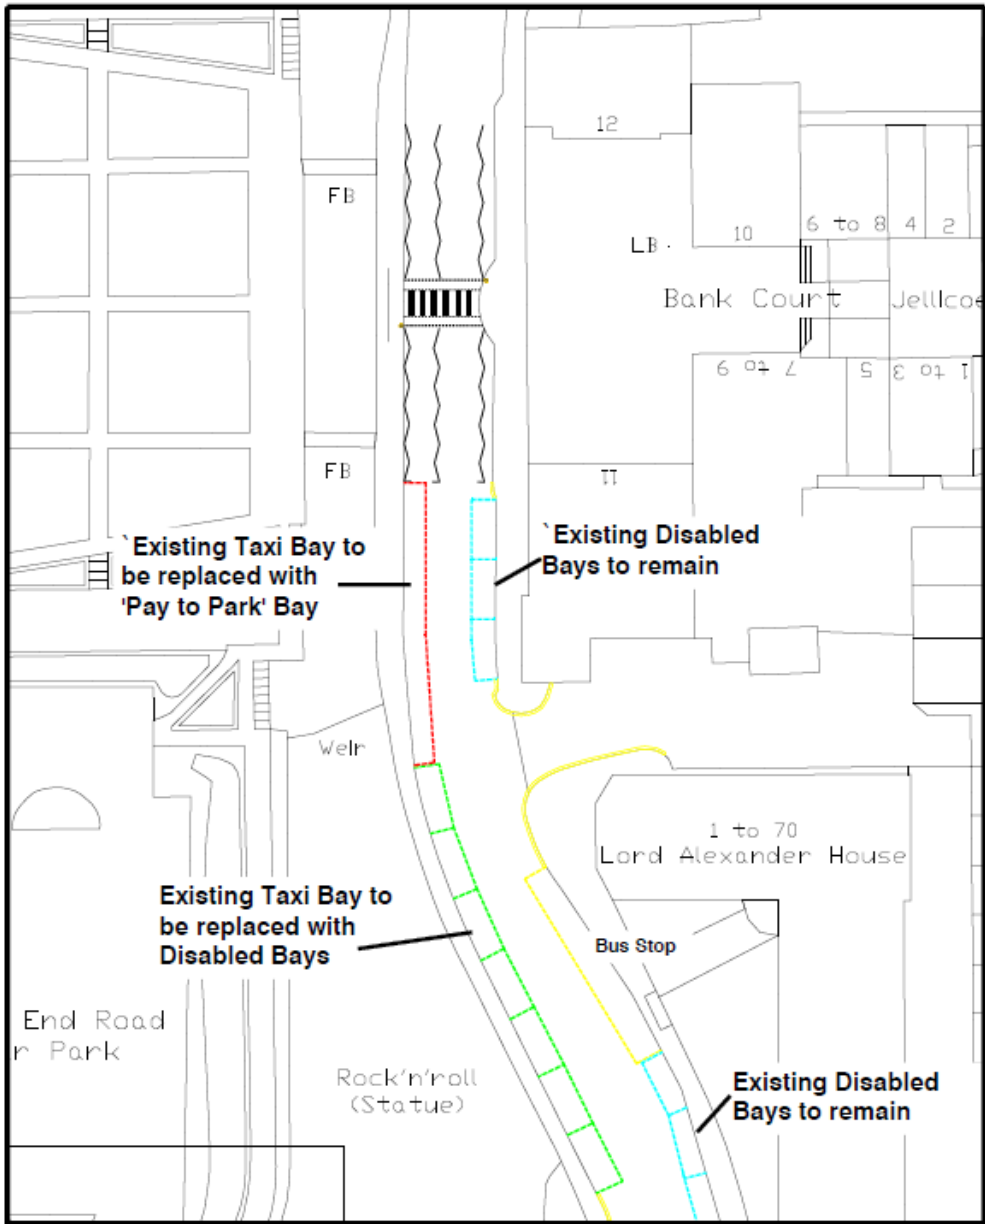 12
FB
LB
10
6 to 8
4
2
Bank Court
Jellicoe
7 to 9
5
1 to 3
FB
11
`Existing Taxi Bay to
be replaced with
'Pay to Park' Bay
`Existing Disabled
Bays to remain
Weir
1 to 70
Lord Alexander House
Existing Taxi Bay to
be replaced with
Disabled Bays
Bus Stop
End Road
r Park
Rock'n'roll
(Statue)
Existing Disabled
Bays to remain